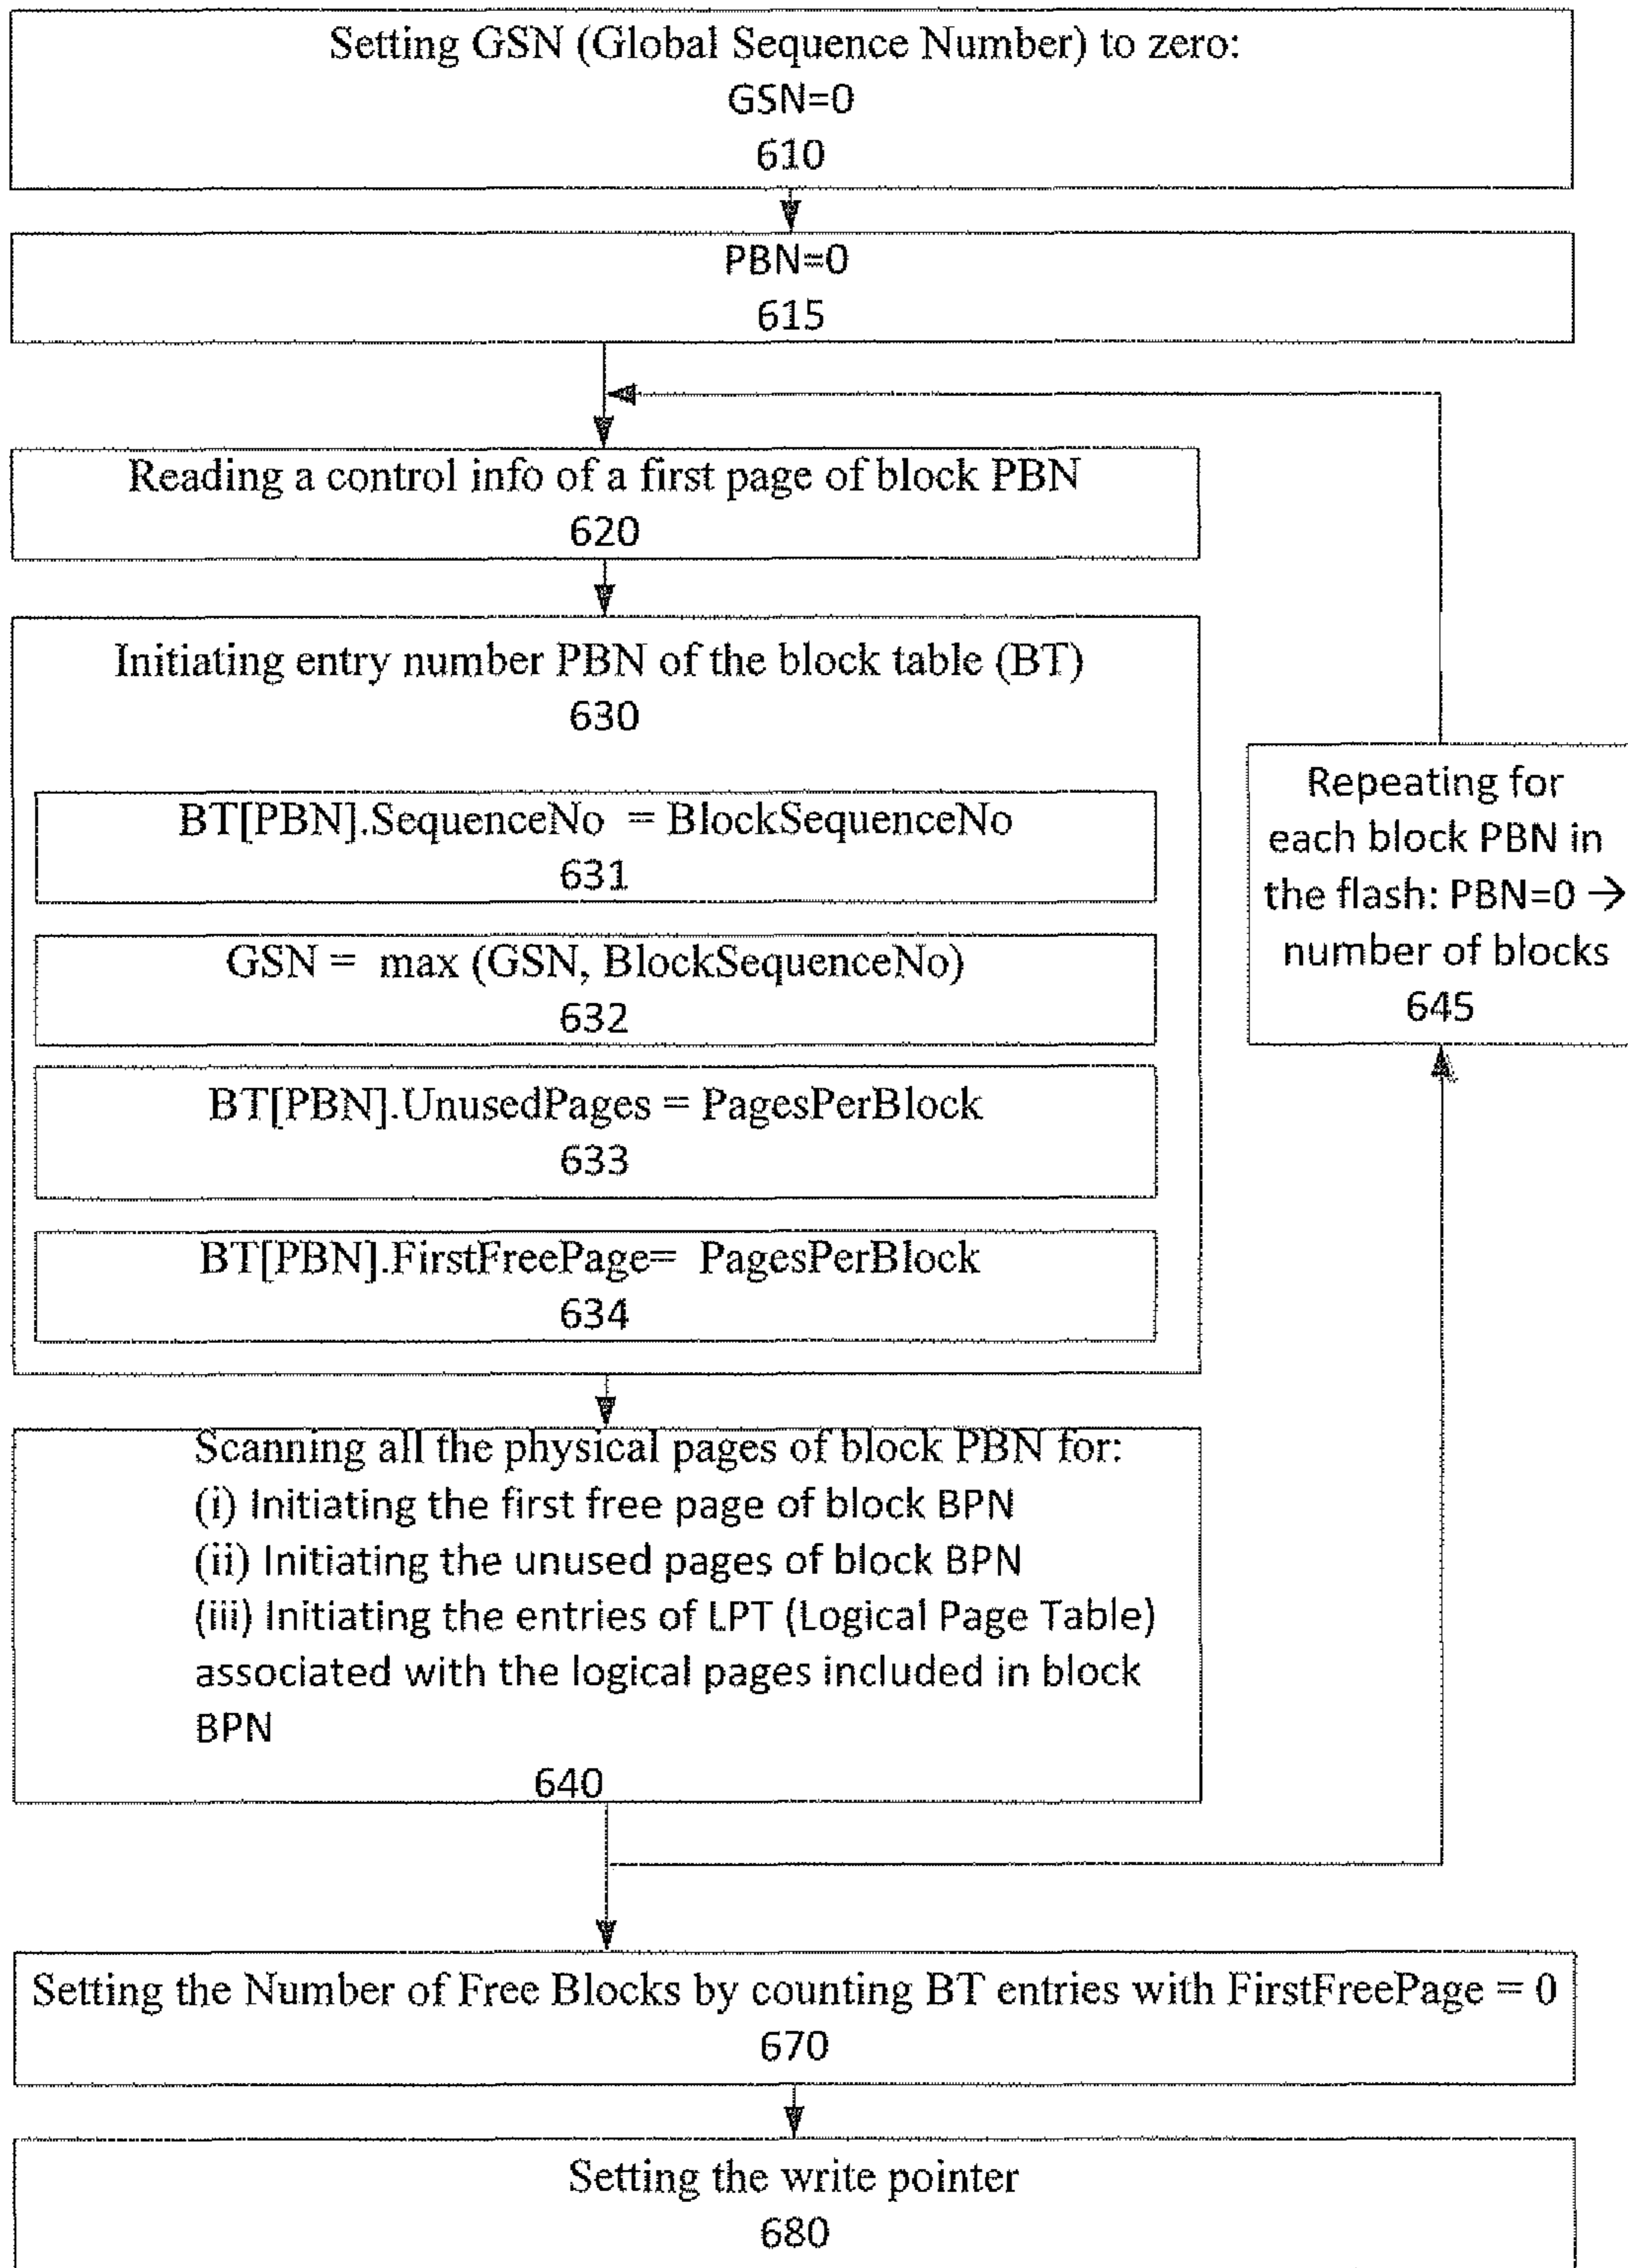 Setting GSN (Global Sequence Number) to zero:
GSN=0
610
PBN=0
615
Reading a control info of a first page of block PBN
620
Initiating entry number PBN of the block table (BT)
630
BT[PBN].SequenceNo = BlockSequenceNo
631
GSN = max (GSN, BlockSequenceNo)
632
BT[PBN].UnusedPages = PagesPerBlock
633
BT[PBN].FirstFreePage= PagesPerBlock
634
Repeating for
each block PBN in
the flash: PBN=0 →
number of blocks
645
Scanning all the physical pages of block PBN for:
(i) Initiating the first free page of block BPN
(ii) Initiating the unused pages of block BPN
(iii) Initiating the entries of LPT (Logical Page Table)
associated with the logical pages included in block
BPN
640
Setting the Number of Free Blocks by counting BT entries with FirstFreePage = 0
670
Setting the write pointer
680